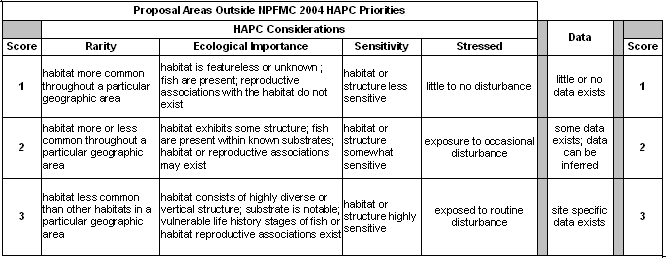 Proposal Areas Outside NPFMC 2004 HAPC Priorities
HAPC Considerations
Data
Score
Score
Rarity
Ecological Importance
Sensitivity
Stressed
1
habitat more common
throughout a particular
geographic area
habitat is featureless or unknown ;
fish are present; reproductive
associations with the habitat do not
exist
habitat or
structure less
sensitive
little to no disturbance
little or no
data exists
1
2
habitat more or less
common throughout a
particular geographic
area
habitat exhibits some structure; fish
are present within known substrates;
habitat or reproductive associations
may exist
habitat or
structure
somewhat
sensitive
exposure to occasional
disturbance
some data
exists; data
can be
inferred
2
3
habitat less common
than other habitats in a
particular geographic
area
habitat consists of highly diverse or
vertical structure; substrate is notable;
vulnerable life history stages of fish or
habitat reproductive associations exist
habitat or
structure highly
sensitive
exposed to routine
disturbance
site specific
data exists
3